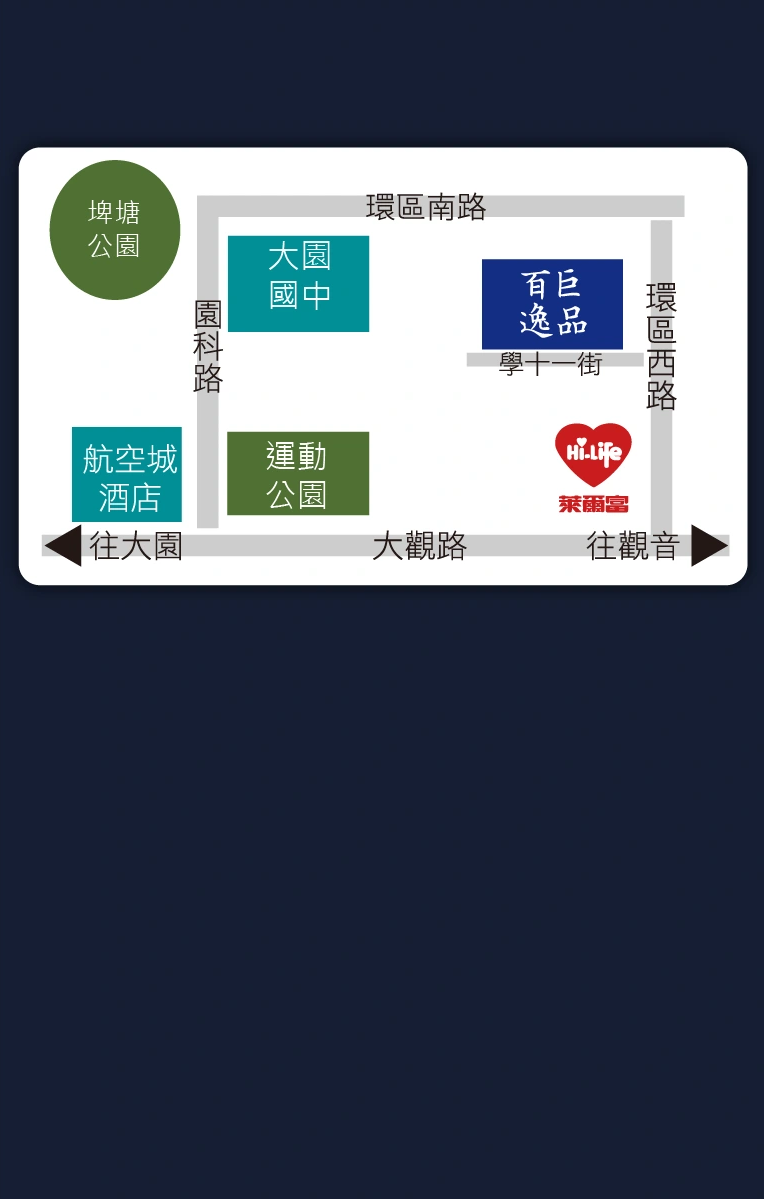 埤塘
公園
環區南路
大園
國中
百巨
逸品
園科路
環區西路
學十一街
航空城
酒店
運動
公園
Hi-Life
萊爾富
往大園
大觀路
往觀音